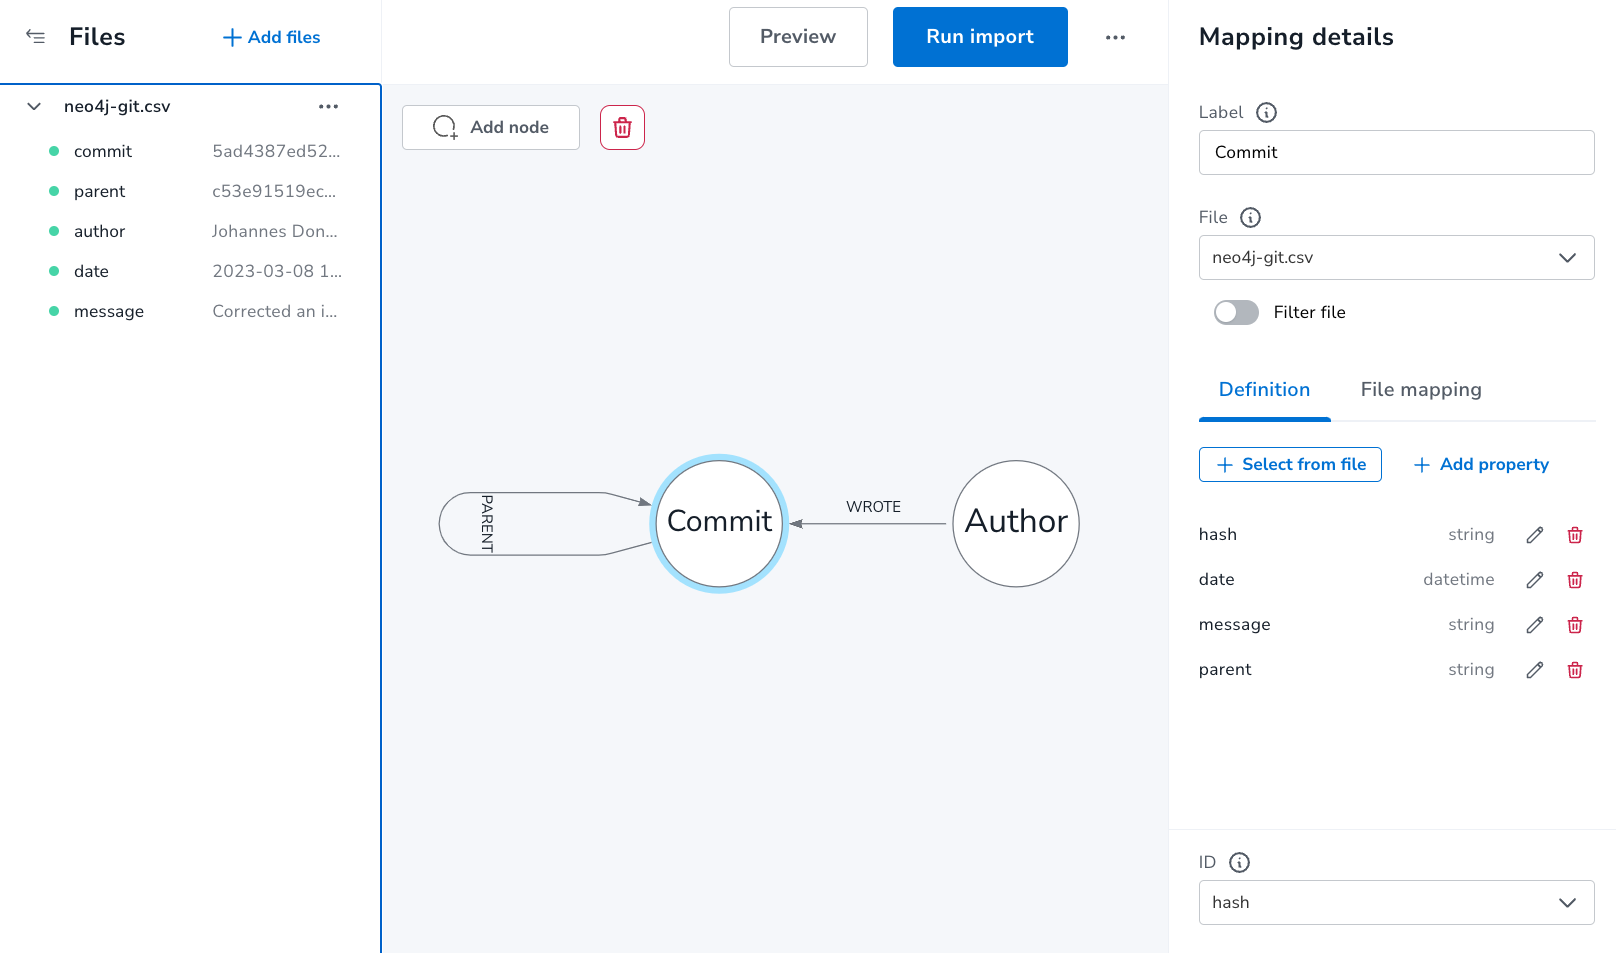 Files
Add files
neo4j-git.csv
commit 5ad4387ed52...
parent c53e91519ec...
author Johannes Don...
date 2023-03-08 1...
message Corrected an i...
Preview
Run import
Add node
PARENT
Commit
WROTE
Author
Mapping details
Label
Commit
File
neo4j-git.csv
Filter file
Definition File mapping
Select from file Add property
hash string
date datetime
message string
parent string
ID
hash